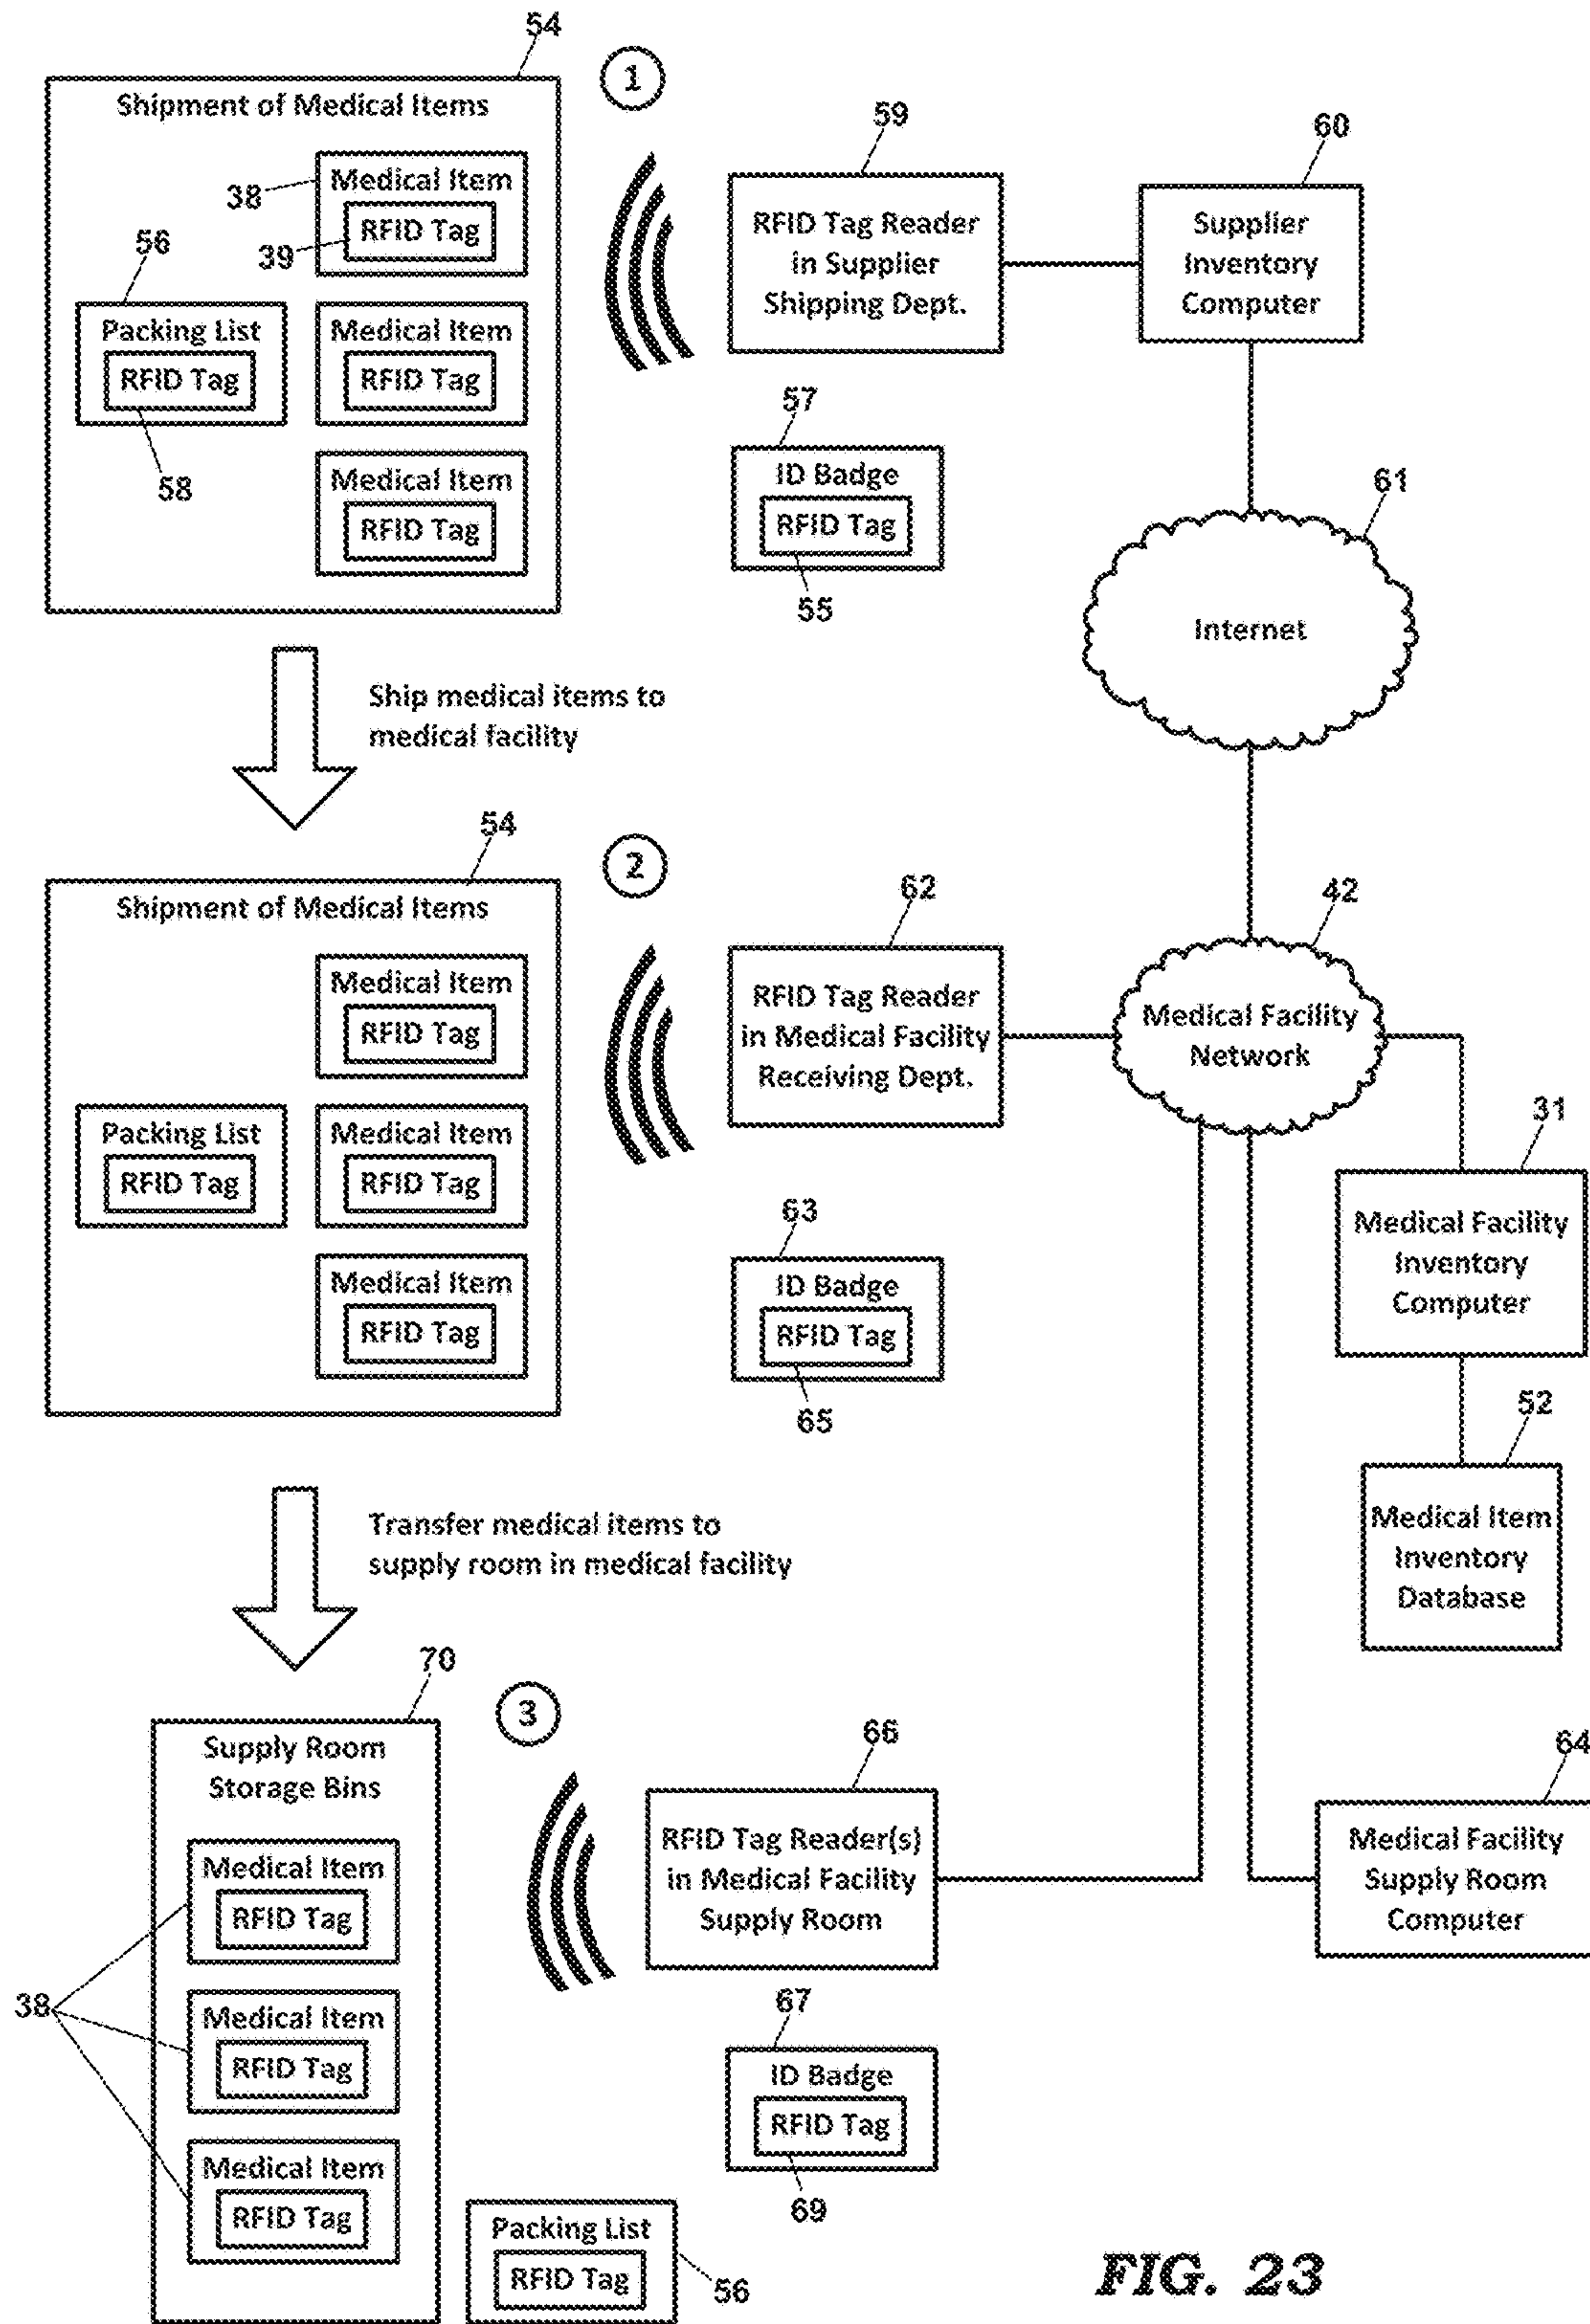 54
1
Shipment of Medical Items
59
60
Medical Item
38
RFID Tag
39
RFID Tag Reader
in Supplier
Shipping Dept.
Supplier
Inventory
Computer
56
Packing List
RFID Tag
58
Medical Item
RFID Tag
Medical Item
RFID Tag
57
ID Badge
RFID Tag
55
61
Internet
Ship medical items to
medical facility
54
2
Shipment of Medical Items
62
42
Medical Item
RFID Tag
RFID Tag Reader
in Medical Facility
Receiving Dept.
Medical Facility
Network
Packing List
RFID Tag
Medical Item
RFID Tag
Medical Item
RFID Tag
63
ID Badge
RFID Tag
65
31
Medical Facility
Inventory
Computer
52
Medical Item
Inventory
Database
Transfer medical items to
supply room in medical facility
70
3
Supply Room
Storage Bins
66
64
Medical Item
RFID Tag
RFID Tag Reader(s)
in Medical Facility
Supply Room
Medical Facility
Supply Room
Computer
38
Medical Item
RFID Tag
67
ID Badge
RFID Tag
69
Medical Item
RFID Tag
Packing List
RFID Tag
56
FIG. 23